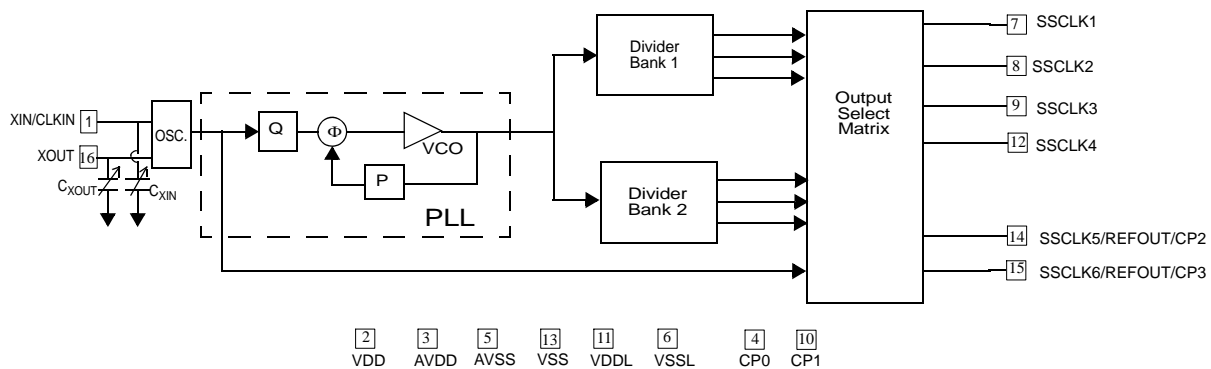 XIN/CLKIN
1
XOUT
16
CXOUT
CXIN
OSC.
Q
Φ
VCO
P
PLL
Divider
Bank 1
Divider
Bank 2
Output
Select
Matrix
7 SSCLK1
8 SSCLK2
9 SSCLK3
12 SSCLK4
14 SSCLK5/REFOUT/CP2
15 SSCLK6/REFOUT/CP3
2 3 5 13 11 6 4 10
VDD AVDD AVSS VSS VDDL VSSL CP0 CP1